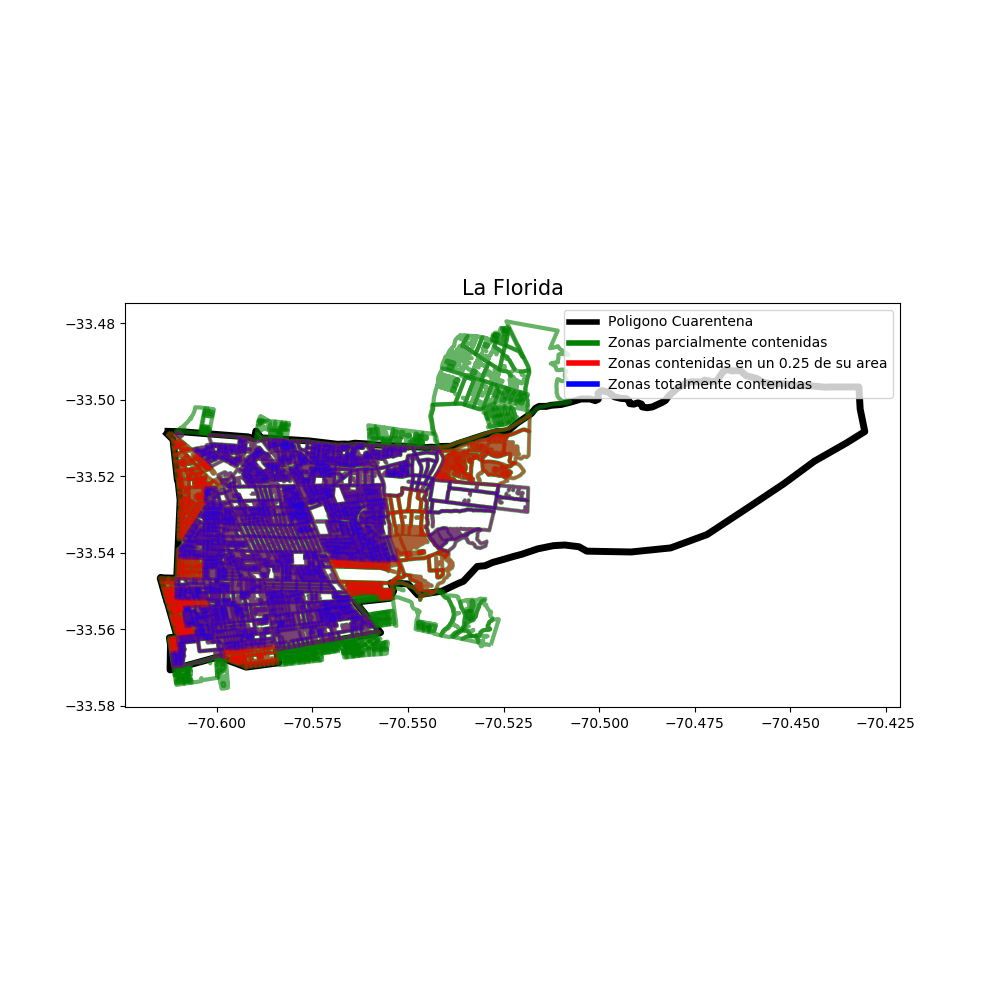 La Florida
Poligono Cuarentena
Zonas parcialmente contenidas
Zonas contenidas en un 0.25 de su area
Zonas totalmente contenidas
−33.48
−33.50
−33.52
−33.54
−33.56
−33.58
−70.600 −70.575 −70.550 −70.525 −70.500 −70.475 −70.450 −70.425